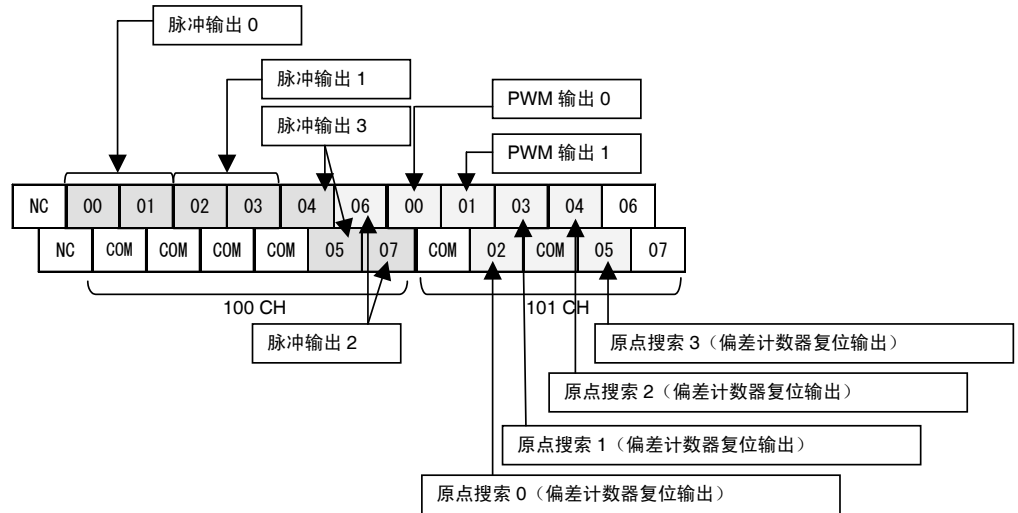 脉冲输出 0
脉冲输出 1
PWM 输出 0
脉冲输出 3
PWM 输出 1
NC 00 01 02 03 04 06 00 01 03 04 06
NC COM COM COM COM 05 07 COM 02 COM 05 07
100 CH 101 CH
脉冲输出 2
原点搜索 3（偏差计数器复位输出）
原点搜索 2（偏差计数器复位输出）
原点搜索 1（偏差计数器复位输出）
原点搜索 0（偏差计数器复位输出）